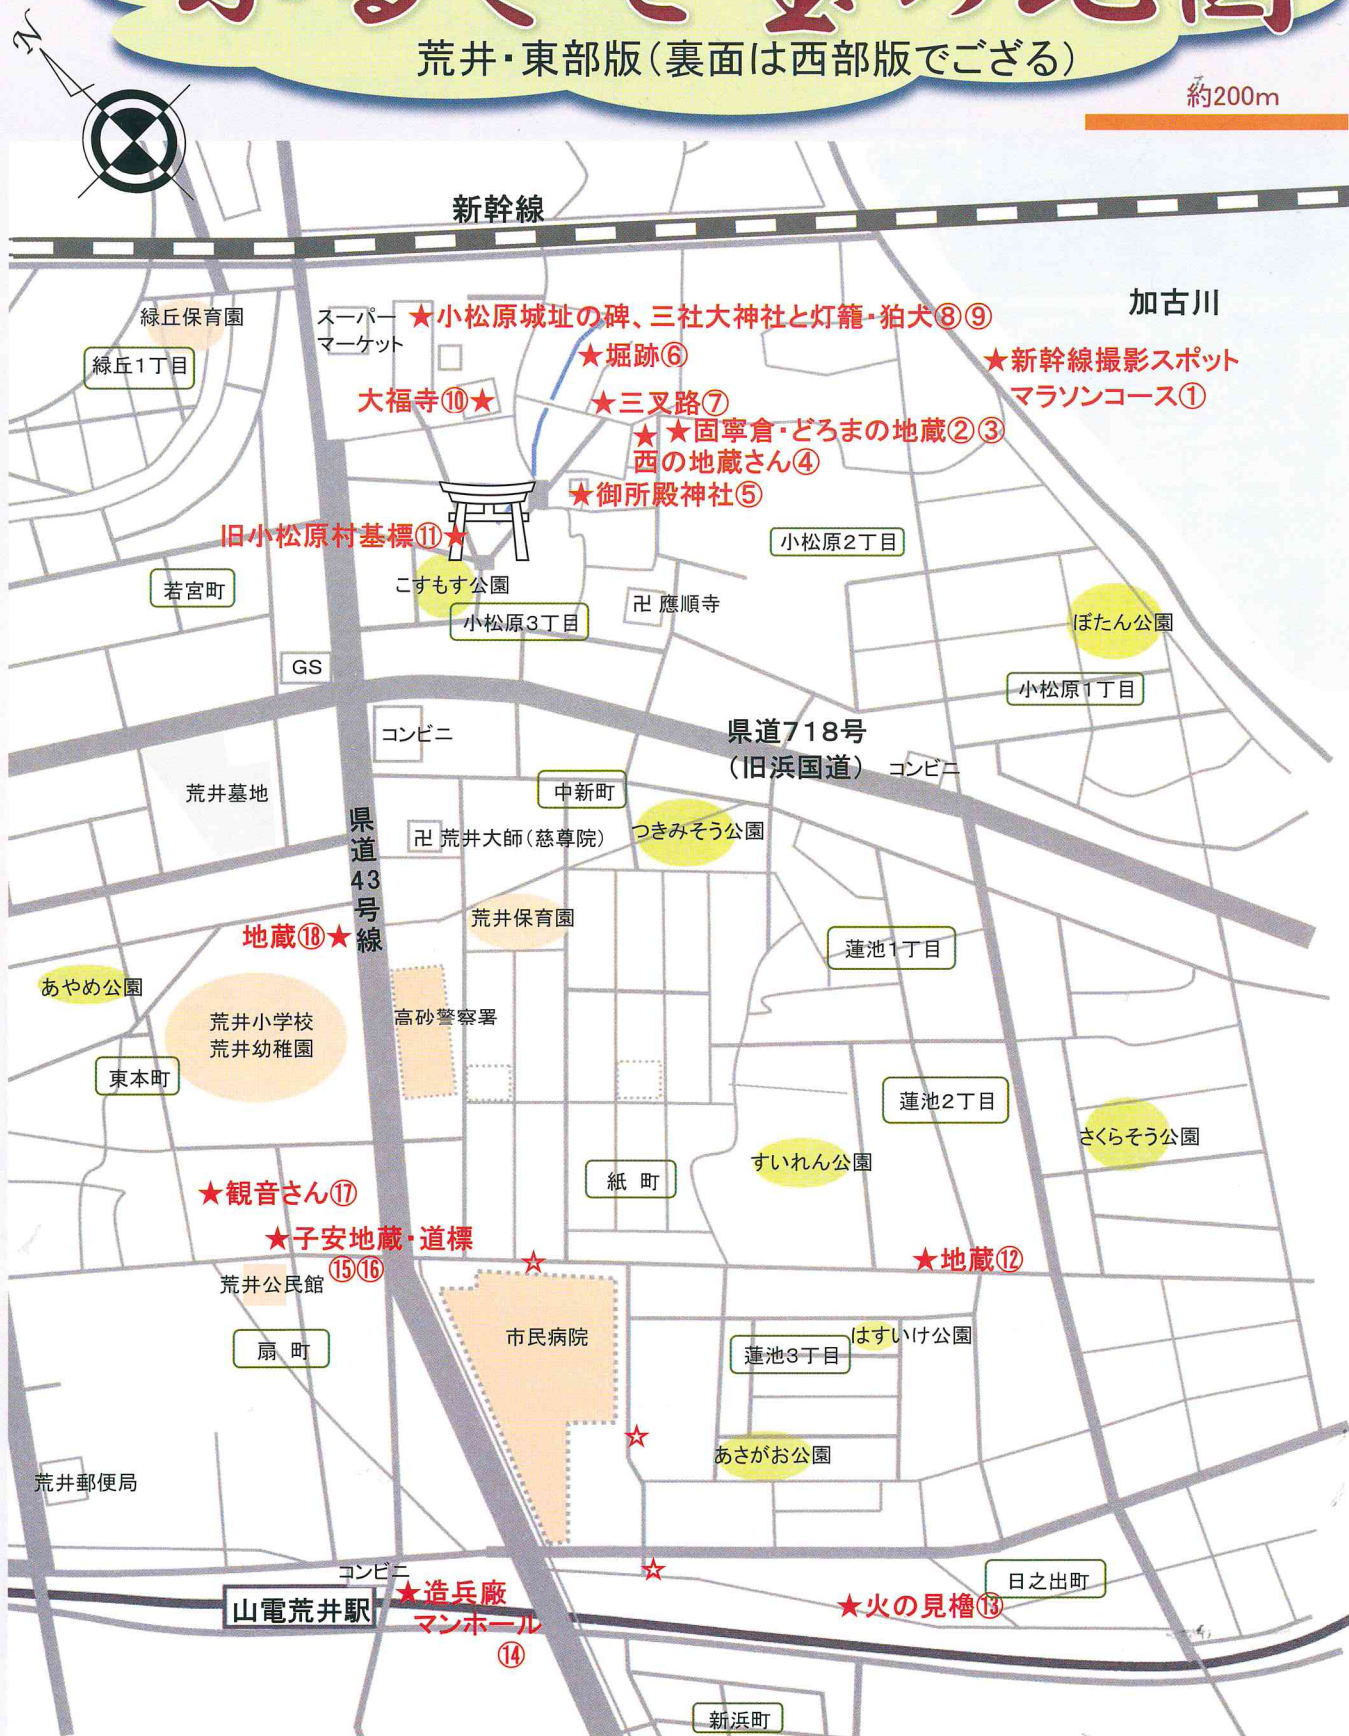 荒井・東部版(裏面は西部版でござる)
N
約200m
新幹線
加古川
緑丘保育園
緑丘1丁目
スーパー
マーケット
★小松原城址の碑、三社大神社と灯籠・狛犬⑧⑨
★堀跡⑥
★新幹線撮影スポット
マラソンコース①
大福寺⑩★
★三叉路⑦
★★固寧倉・どろまの地蔵②③
西の地蔵さん④
★御所殿神社⑤
旧小松原村基標⑪★
小松原2丁目
若宮町
こすもす公園
小松原3丁目
卍 應順寺
ぼたん公園
GS
小松原1丁目
コンビニ
県道718号
(旧浜国道)
コンビニ
荒井墓地
中新町
県道43号線
卍 荒井大師(慈尊院)
つきみそう公園
荒井保育園
地蔵⑱★
蓮池1丁目
あやめ公園
荒井小学校
荒井幼稚園
高砂警察署
東本町
蓮池2丁目
さくらそう公園
すいれん公園
紙 町
★観音さん⑰
★子安地蔵・道標
⑮⑯
☆
★地蔵⑫
荒井公民館
市民病院
はすいけ公園
扇 町
蓮池3丁目
☆
あさがお公園
荒井郵便局
☆
コンビニ
日之出町
山電荒井駅
★造兵廠
マンホール
⑭
★火の見櫓⑬
新浜町